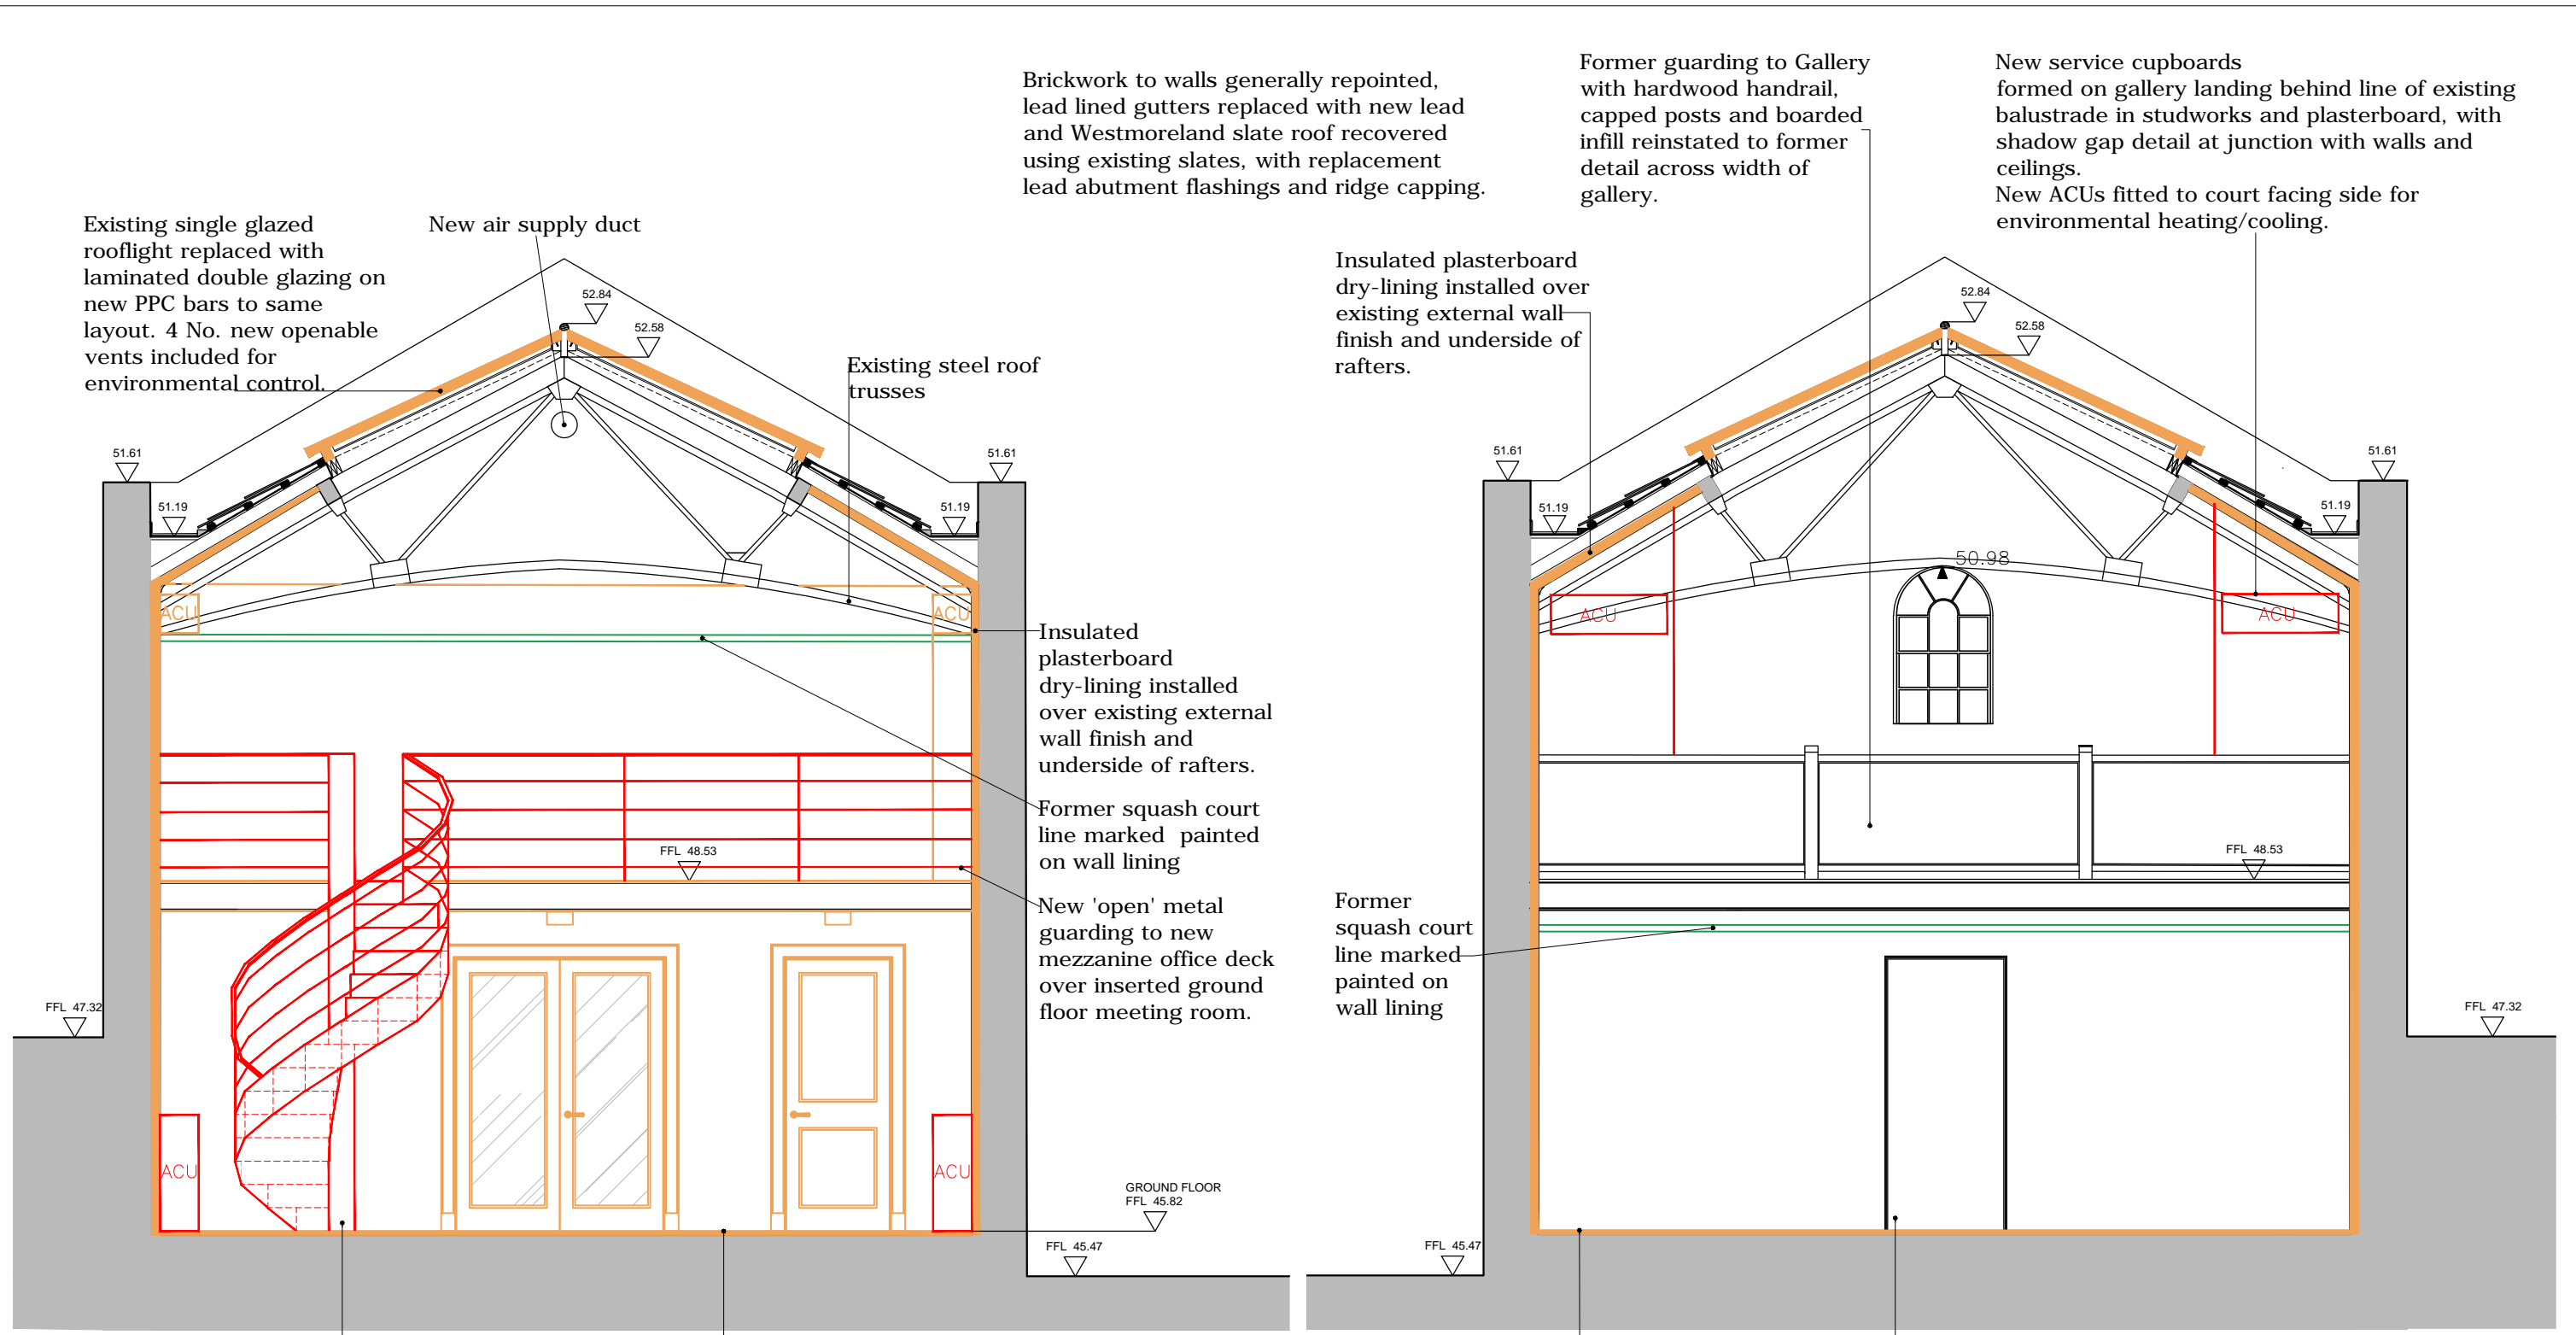 Brickwork to walls generally repointed,
lead lined gutters replaced with new lead
and Westmoreland slate roof recovered
using existing slates, with replacement
lead abutment flashings and ridge capping.
Former guarding to Gallery
with hardwood handrail,
capped posts and boarded
infill reinstated to former
detail across width of
gallery.
New service cupboards
formed on gallery landing behind line of existing
balustrade in studworks and plasterboard, with
shadow gap detail at junction with walls and
ceilings.
New ACUs fitted to court facing side for
environmental heating/cooling.
Existing single glazed
rooflight replaced with
laminated double glazing on
new PPC bars to same
layout. 4 No. new openable
vents included for
environmental control.
New air supply duct
52.84
52.58
Existing steel roof
trusses
51.61
51.61
51.19
51.19
ACU
ACU
Insulated
plasterboard
dry-lining installed
over existing external
wall finish and
underside of rafters.
Former squash court
line marked  painted
on wall lining
FFL 48.53
New 'open' metal
guarding to new
mezzanine office deck
over inserted ground
floor meeting room.
FFL 47.32
ACU
ACU
GROUND FLOOR
FFL 45.82
FFL 45.47
Insulated plasterboard
dry-lining installed over
existing external wall
finish and underside of
rafters.
52.84
52.58
51.61
51.61
51.19
51.19
50.98
ACU
ACU
FFL 48.53
Former
squash court
line marked
painted on
wall lining
FFL 47.32
FFL 45.47